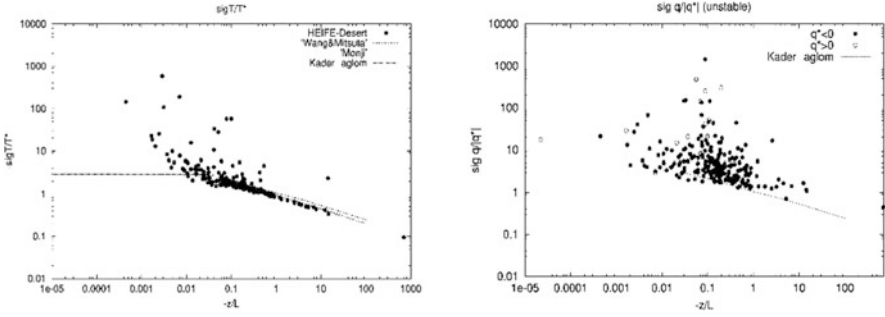 sigT/T*
HEIFE-Desert
'Wang&Mitsuta'
'Monji'
Kader aglom
sigT/T*
1000
100
10
1
0.1
0.01
1e-05 0.0001 0.001 0.01 0.1 1 10 100 1000
-z/L
sig q/|q*| (unstable)
q*<0
q*>0
Kader aglom
sig q/|q*|
10000
1000
100
10
1
0.1
0.01
1e-05 0.0001 0.001 0.01 0.1 1 10 100
-z/L